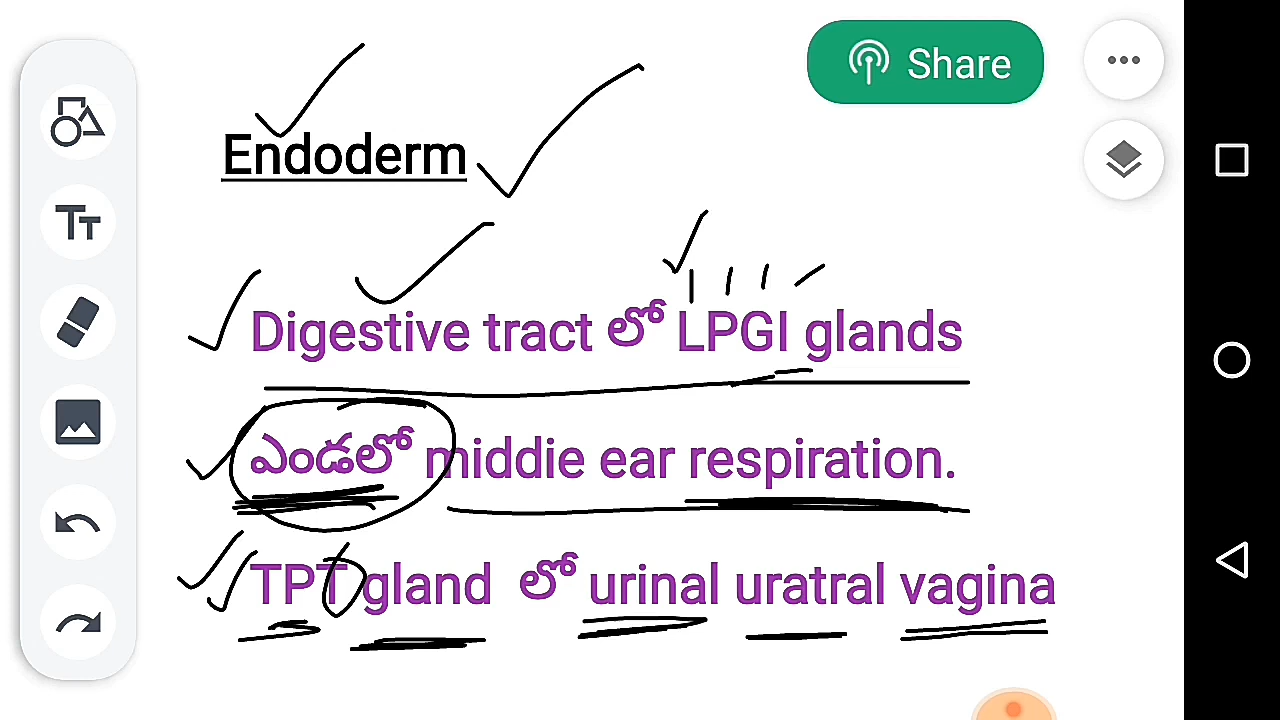 Share
Endoderm
Digestive tract లో LPGI glands
ఎండలో middie ear respiration.
TPT gland లో urinal uratral vagina